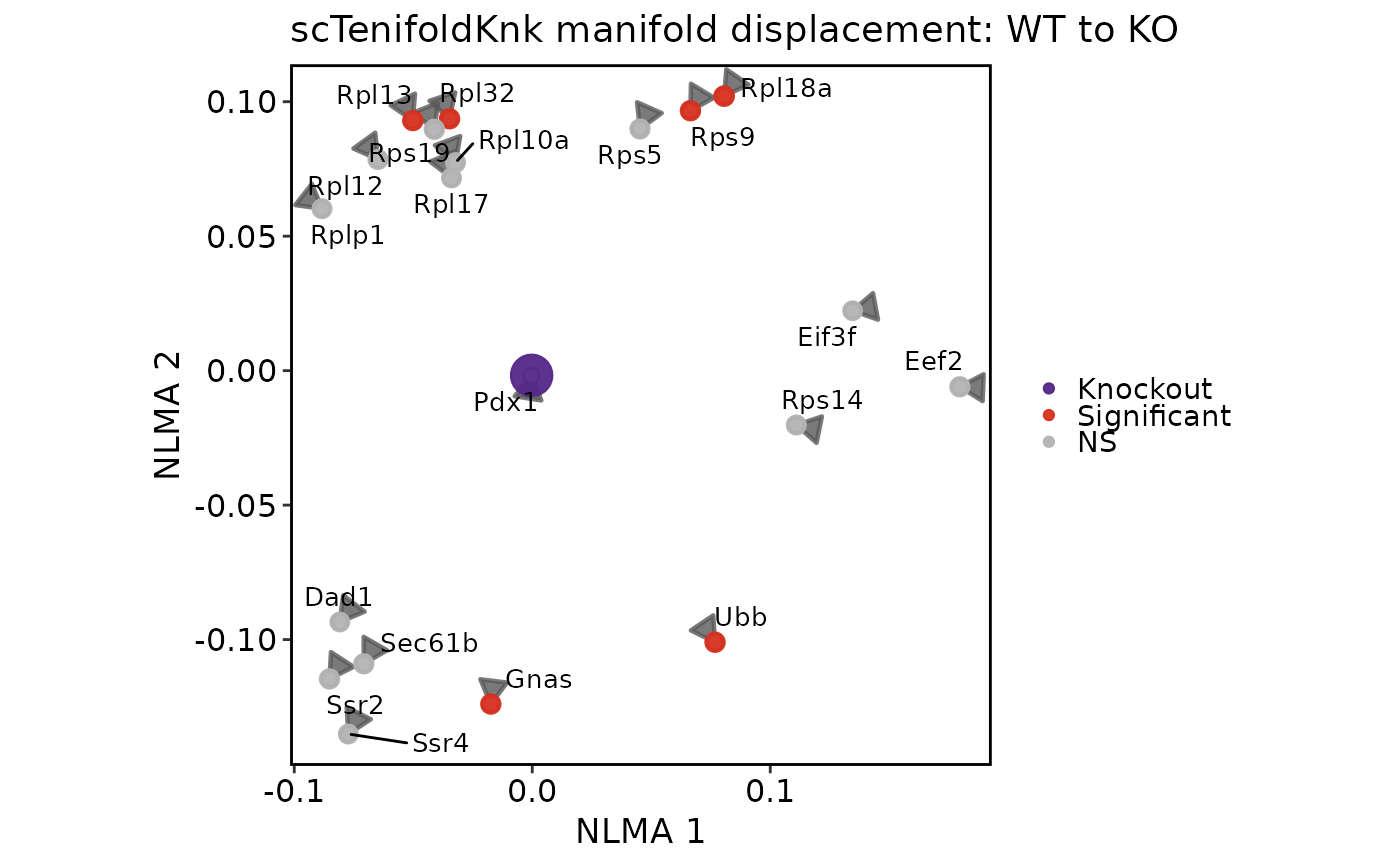 scTenifoldKnk manifold displacement: WT to KO
NLMA 2
0.10
0.05
0.00
-0.05
-0.10
Rpl13
Rpl32
Rpl18a
Rps9
Rps5
Rpl10a
Rps19
Rpl12
Rpl17
Rplp1
Eif3f
Eef2
Rps14
Pdx1
Dad1
Sec61b
Ubb
Gnas
Ssr2
Ssr4
-0.1
0.0
0.1
NLMA 1
Knockout
Significant
NS